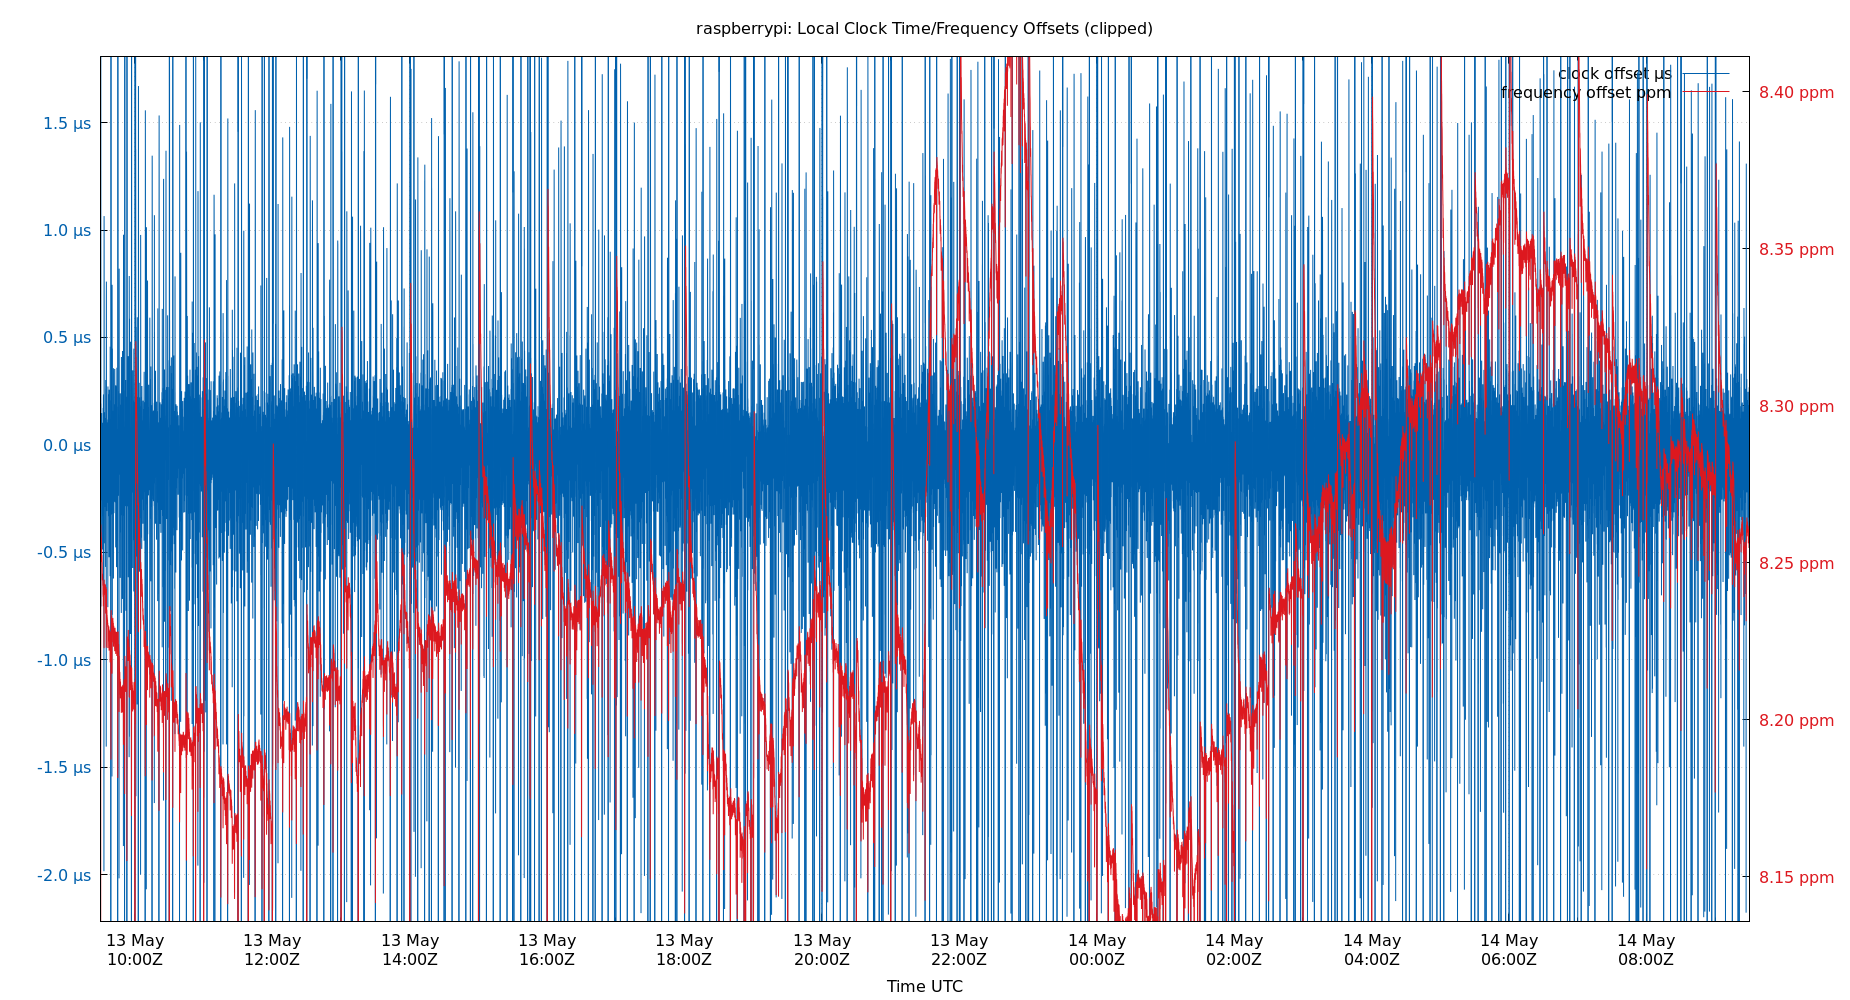 raspberrypi: Local Clock Time/Frequency Offsets (clipped)
clock offset µs
frequency offset ppm
1.5 µs
1.0 µs
0.5 µs
0.0 µs
-0.5 µs
-1.0 µs
-1.5 µs
-2.0 µs
8.40 ppm
8.35 ppm
8.30 ppm
8.25 ppm
8.20 ppm
8.15 ppm
13 May
10:00Z
13 May
12:00Z
13 May
14:00Z
13 May
16:00Z
13 May
18:00Z
13 May
20:00Z
13 May
22:00Z
14 May
00:00Z
14 May
02:00Z
14 May
04:00Z
14 May
06:00Z
14 May
08:00Z
Time UTC